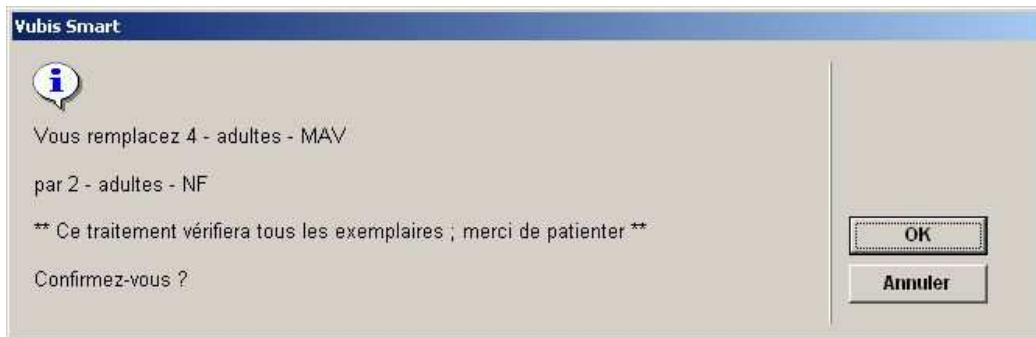 Vubis Smart
Vous remplacez 4 - adultes - MAV
par 2 - adultes - NF
** Ce traitement vérifiera tous les exemplaires ; merci de patienter **
Confirmez-vous ?
OK
Annuler